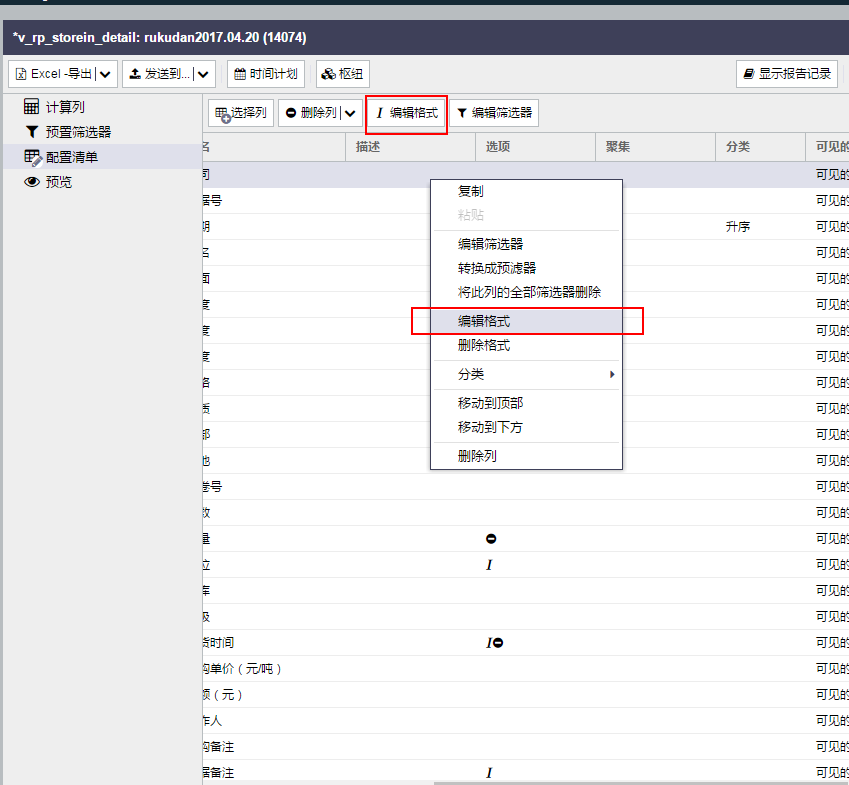 *v_rp_storein_detail: rukudan2017.04.20 (14074)
Excel -导出 发送到... 时间计划 枢纽 显示报告记录
计算列
预置筛选器
配置清单
预览
选择列 删除列 I 编辑格式 编辑筛选器
名 描述 选项 聚集 分类 可见的
司 可见的
据号 可见的
期 升序 可见的
名 可见的
面 可见的
度 可见的
度 可见的
度 可见的
格 可见的
质 可见的
部 可见的
地 可见的
卷号 可见的
数 可见的
量 可见的
位 I 可见的
库 可见的
级 可见的
货时间 I 可见的
购单价（元/吨） 可见的
额（元） 可见的
作人 可见的
购备注 可见的
据备注 I 可见的
复制
粘贴
编辑筛选器
转换成预滤器
将此列的全部筛选器删除
编辑格式
删除格式
分类
移动到顶部
移动到下方
删除列